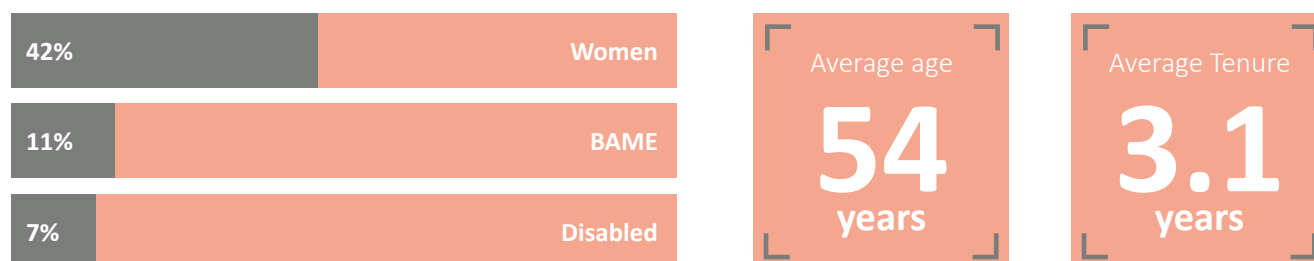 42% Women
11% BAME
7% Disabled
Average age
54
years
Average Tenure
3.1
years